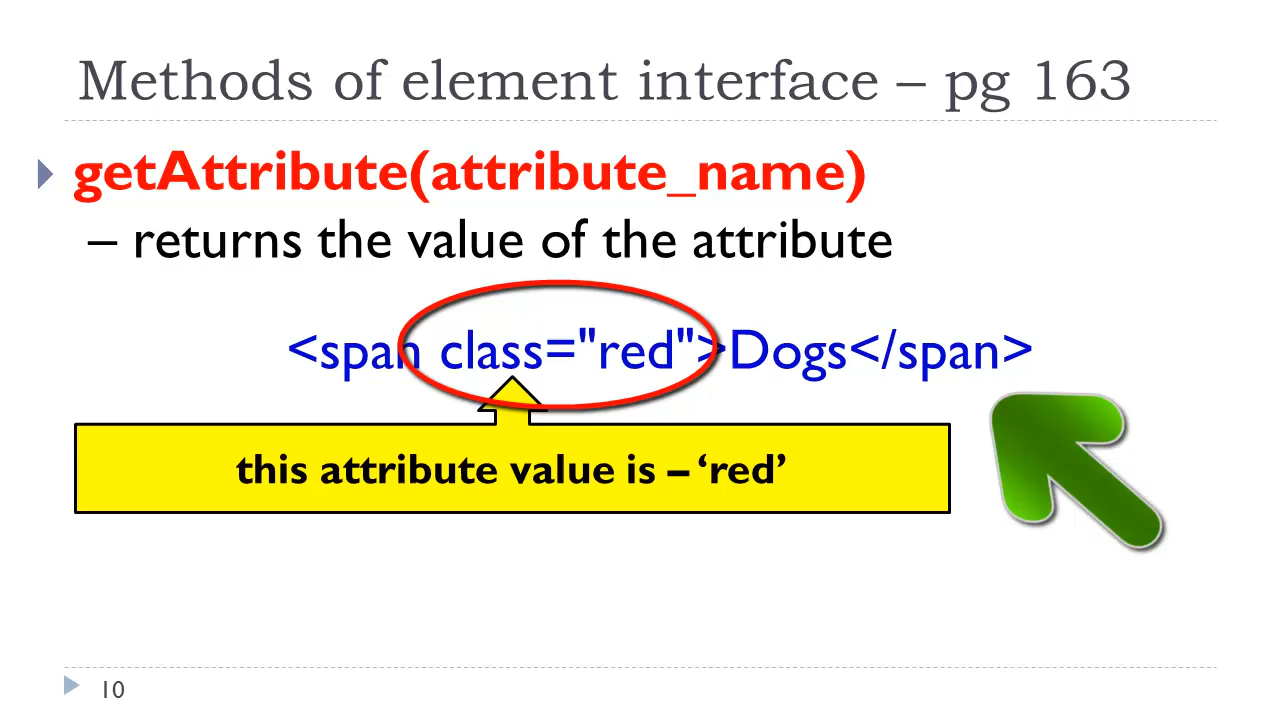 Methods of element interface – pg 163
getAttribute(attribute_name)
– returns the value of the attribute
<span class="red">Dogs</span>
this attribute value is – ‘red’
10